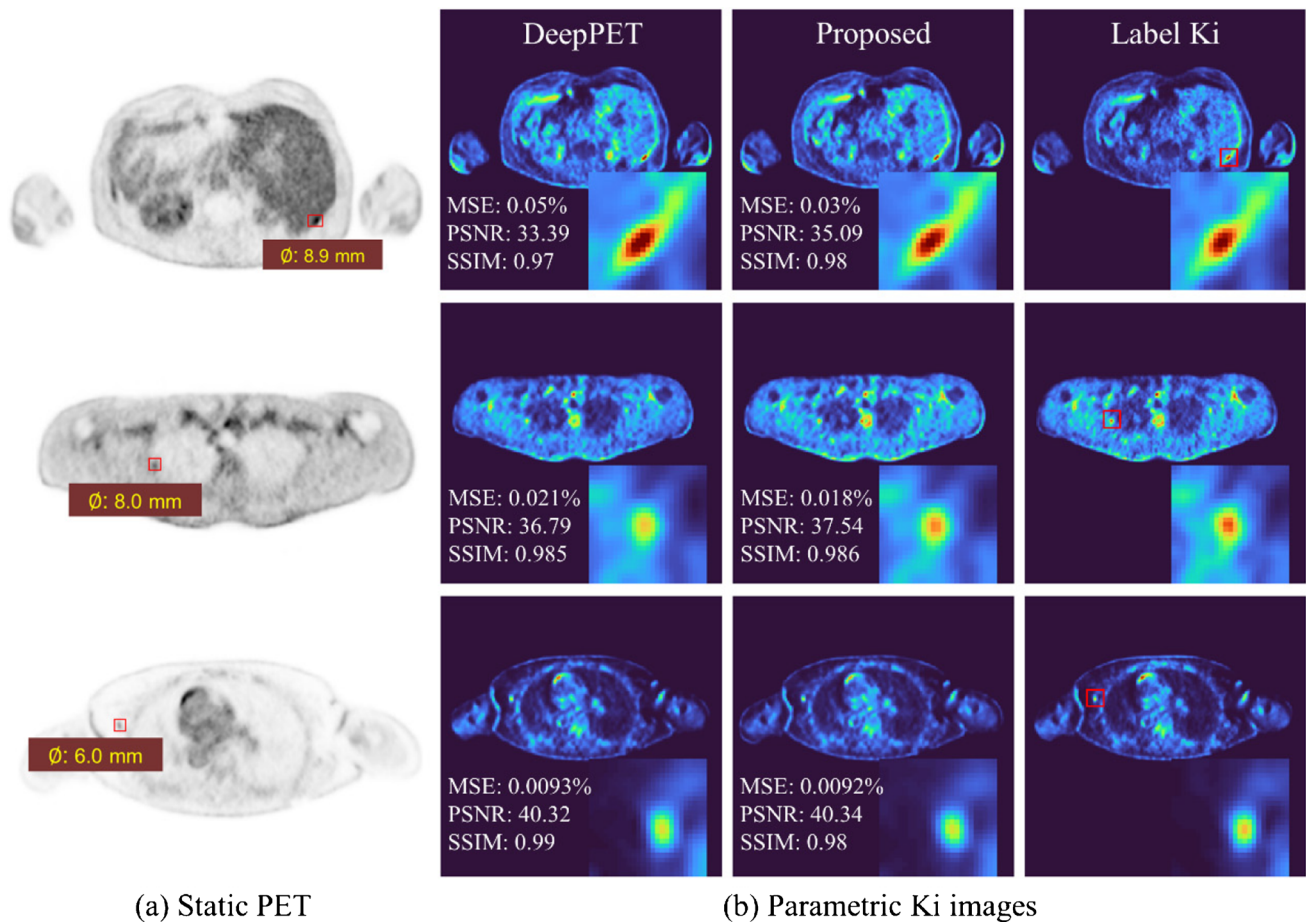 DeepPET
Proposed
Label Ki
Ø: 8.9 mm
MSE: 0.05%
PSNR: 33.39
SSIM: 0.97
MSE: 0.03%
PSNR: 35.09
SSIM: 0.98
Ø: 8.0 mm
MSE: 0.021%
PSNR: 36.79
SSIM: 0.985
MSE: 0.018%
PSNR: 37.54
SSIM: 0.986
Ø: 6.0 mm
MSE: 0.0093%
PSNR: 40.32
SSIM: 0.99
MSE: 0.0092%
PSNR: 40.34
SSIM: 0.98
(a) Static PET
(b) Parametric Ki images